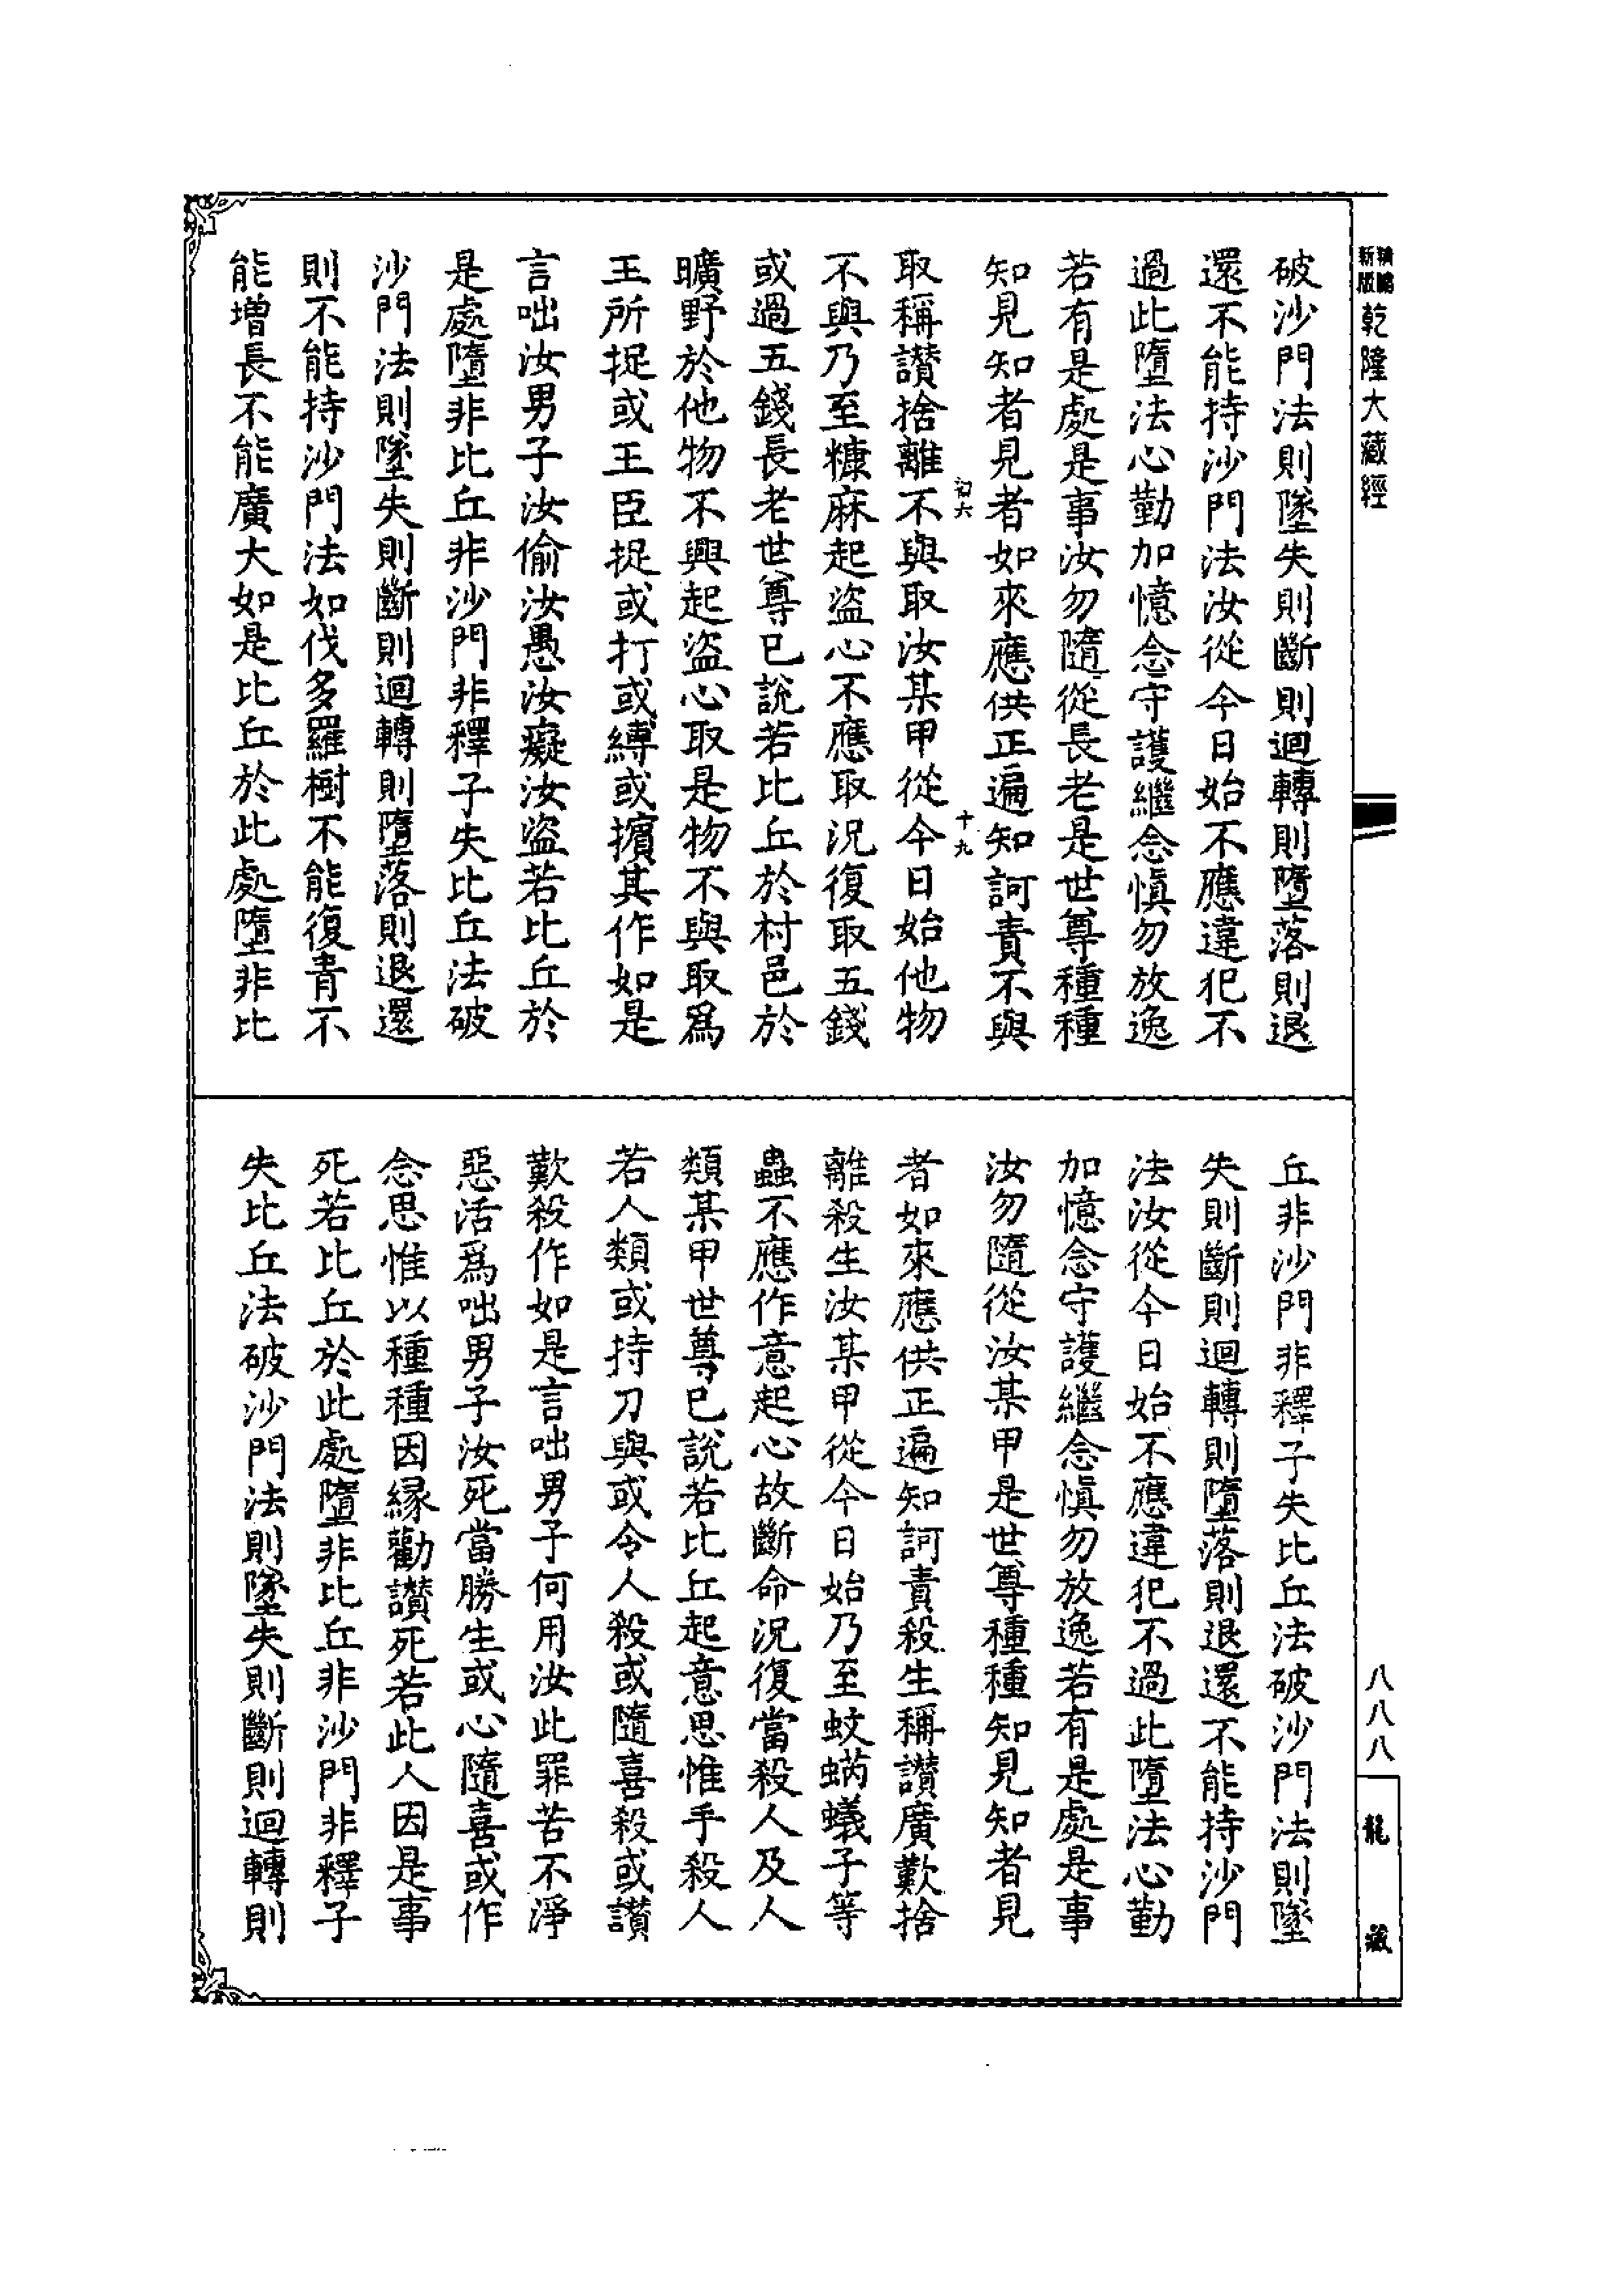 新版
乾隆大藏經
破沙門法則墜失則斷則迴轉則墮落則退
還不能持沙門法汝從今日始不應違犯不
過此墮法心勤加憶念守護繼念慎勿放逸
若有是處是事汝勿隨從長老是世尊種種
知見知者見者如來應供正遍知訶責不與
初六
十九
取稱讚捨離不與取汝某甲從今日始他物
不與乃至糠麻起盜心不應取況復取五錢
或過五錢長老世尊已說若比丘於村邑於
曠野於他物不興起盜心取是物不與取爲
王所捉或王臣捉或打或縛或擯其作如是
言咄汝男子汝偷汝愚汝癡汝盜若比丘於
是處墮非比丘非沙門非釋子失比丘法破
沙門法則墜失則斷則迴轉則墮落則退還
則不能持沙門法如伐多羅樹不能復青不
能增長不能廣大如是比丘於此處墮非比
丘非沙門非釋子失比丘法破沙門法則墜
失則斷則迴轉則墮落則退還不能持沙門
法汝從今日始不應違犯不過此墮法心勤
加憶念守護繼念慎勿放逸若有是處是事
汝勿隨從汝某甲是世尊種種知見知者見
者如來應供正遍知訶責殺生稱讚廣歎捨
離殺生汝某甲從今日始乃至蚊蜹蟻子等
蟲不應作意起心故斷命況復當殺人及人
類某甲世尊已說若比丘起意思惟手殺人
若人類或持刀與或令人殺或隨喜殺或讚
歎殺作如是言咄男子何用汝此罪苦不淨
惡活爲咄男子汝死當勝生或心隨喜或作
念思惟以種種因緣勸讚死若此人因是事
死若比丘於此處墮非比丘非沙門非釋子
失比丘法破沙門法則墜失則斷則迴轉則
八八八
龍藏